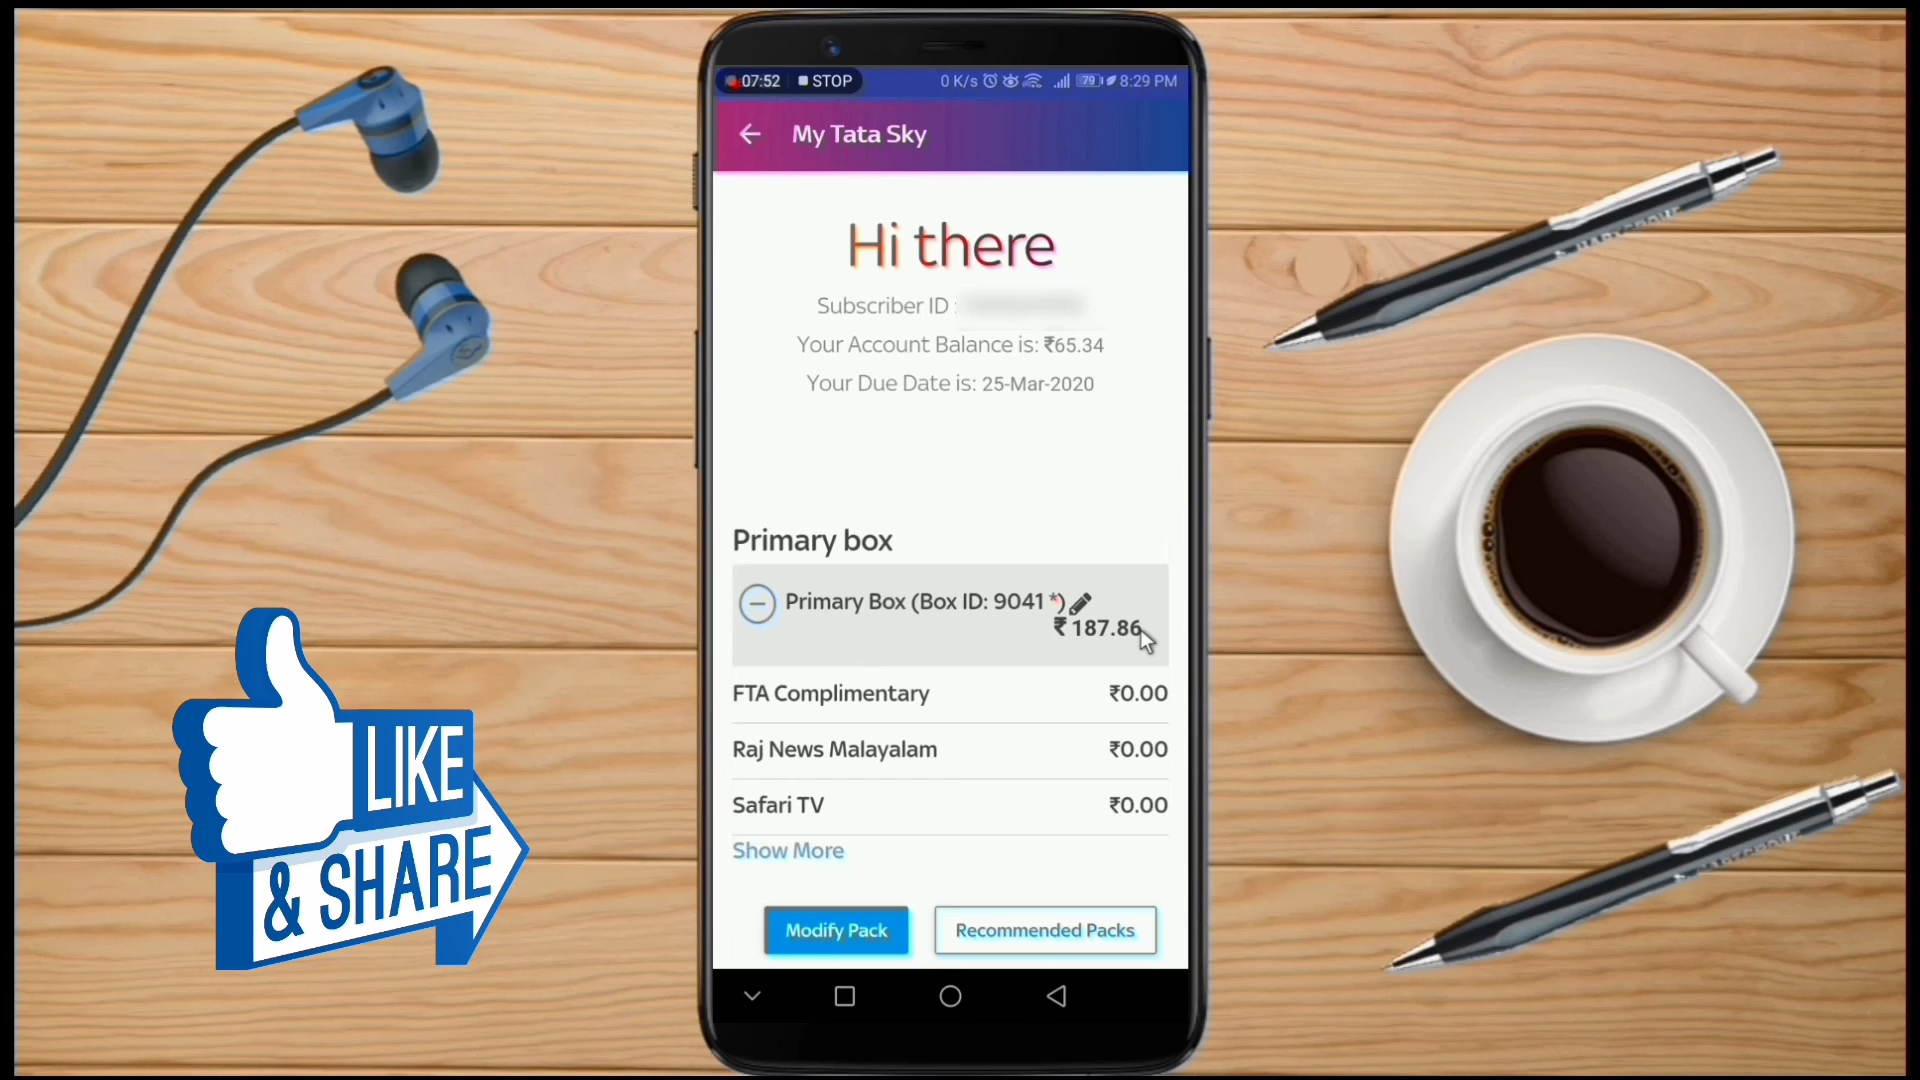 07:52 STOP 0 K/s 79 8:29 PM
My Tata Sky
Hi there
Subscriber ID :
Your Account Balance is: ₹65.34
Your Due Date is: 25-Mar-2020
Primary box
Primary Box (Box ID: 9041 *)
₹ 187.86
FTA Complimentary ₹0.00
Raj News Malayalam ₹0.00
Safari TV ₹0.00
Show More
Modify Pack Recommended Packs
LIKE
& SHARE